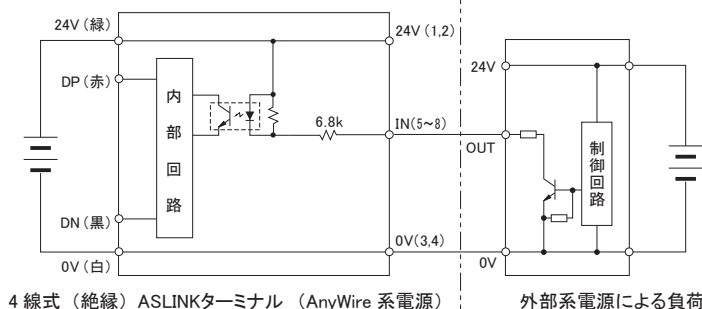 24V（緑）
24V（1,2）
24V
DP（赤）
内部回路
6.8k
IN(5~8)
OUT
制御回路
DN（黒）
0V(3,4)
0V（白）
0V
4 線式 （絶縁） ASLINKターミナル （AnyWire 系電源）
外部系電源による負荷